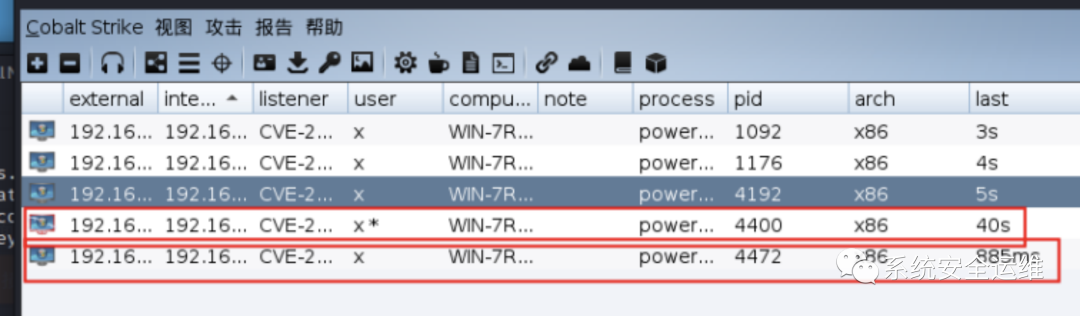 Cobalt Strike 视图 攻击 报告 帮助
external inte... listener user compu... note process pid arch last
192.16... 192.16... CVE-2... x WIN-7R... power... 1092 x86 3s
192.16... 192.16... CVE-2... x WIN-7R... power... 1176 x86 4s
192.16... 192.16... CVE-2... x WIN-7R... power... 4192 x86 5s
192.16... 192.16... CVE-2... x * WIN-7R... power... 4400 x86 40s
192.16... 192.16... CVE-2... x WIN-7R... power... 4472 x86 885ms
系统安全运维